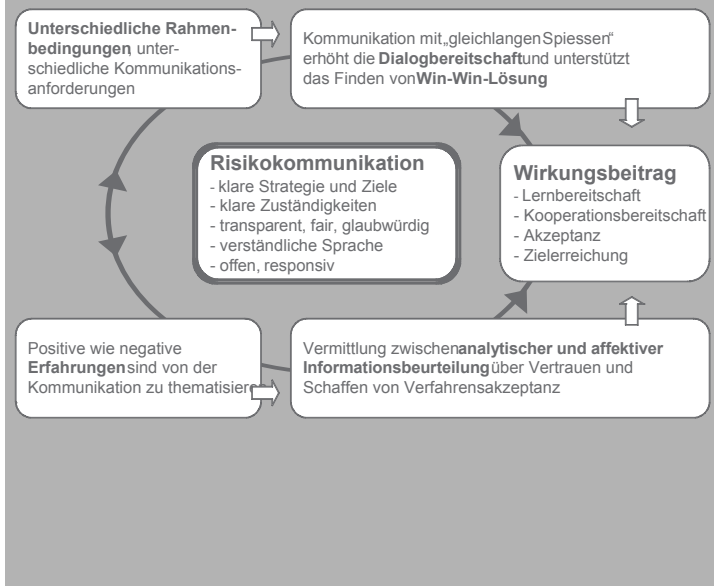 Unterschiedliche Rahmen-
bedingungen, unter-
schiedliche Kommunikations-
anforderungen
Kommunikation mit „gleichlangen Spiessen“
erhöht die Dialogbereitschaft und unterstützt
das Finden von Win-Win-Lösung
Risikokommunikation
- klare Strategie und Ziele
- klare Zuständigkeiten
- transparent, fair, glaubwürdig
- verständliche Sprache
- offen, responsiv
Wirkungsbeitrag
- Lernbereitschaft
- Kooperationsbereitschaft
- Akzeptanz
- Zielerreichung
Positive wie negative
Erfahrungen sind von der
Kommunikation zu thematisieren
Vermittlung zwischen analytischer und affektiver
Informationsbeurteilung über Vertrauen und
Schaffen von Verfahrensakzeptanz